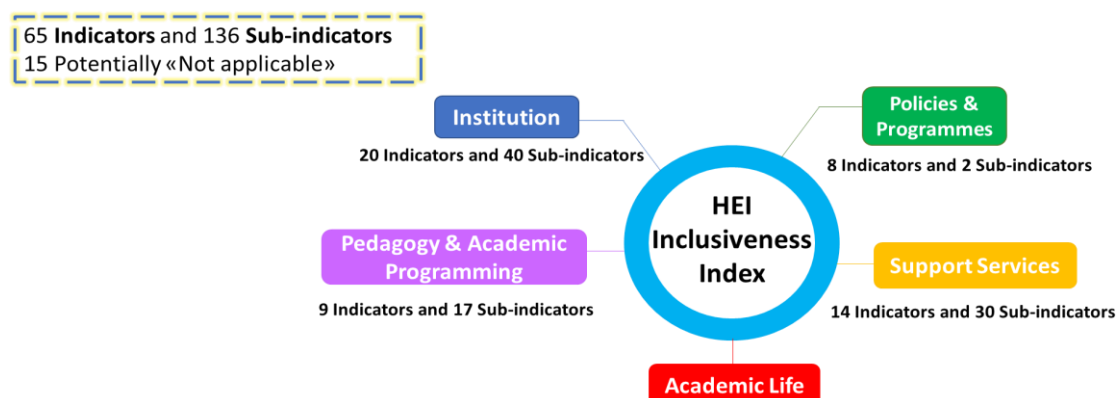 65 Indicators and 136 Sub-indicators
15 Potentially «Not applicable»
Institution
20 Indicators and 40 Sub-indicators
Policies &
Programmes
8 Indicators and 2 Sub-indicators
HEI
Inclusiveness
Index
Pedagogy & Academic
Programming
9 Indicators and 17 Sub-indicators
Support Services
14 Indicators and 30 Sub-indicators
Academic Life